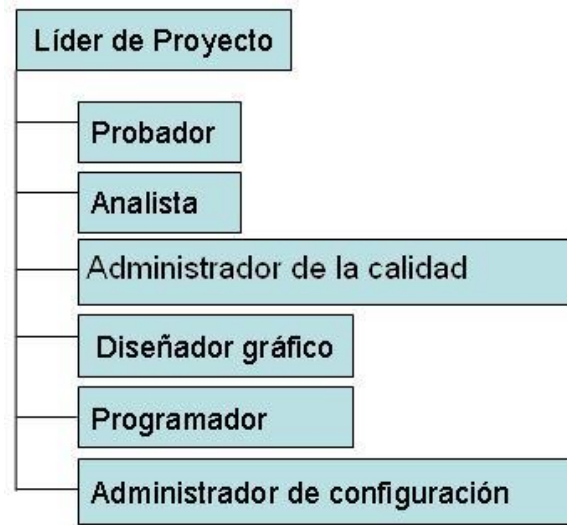 Líder de Proyecto
Probador
Analista
Administrador de la calidad
Diseñador gráfico
Programador
Administrador de configuración